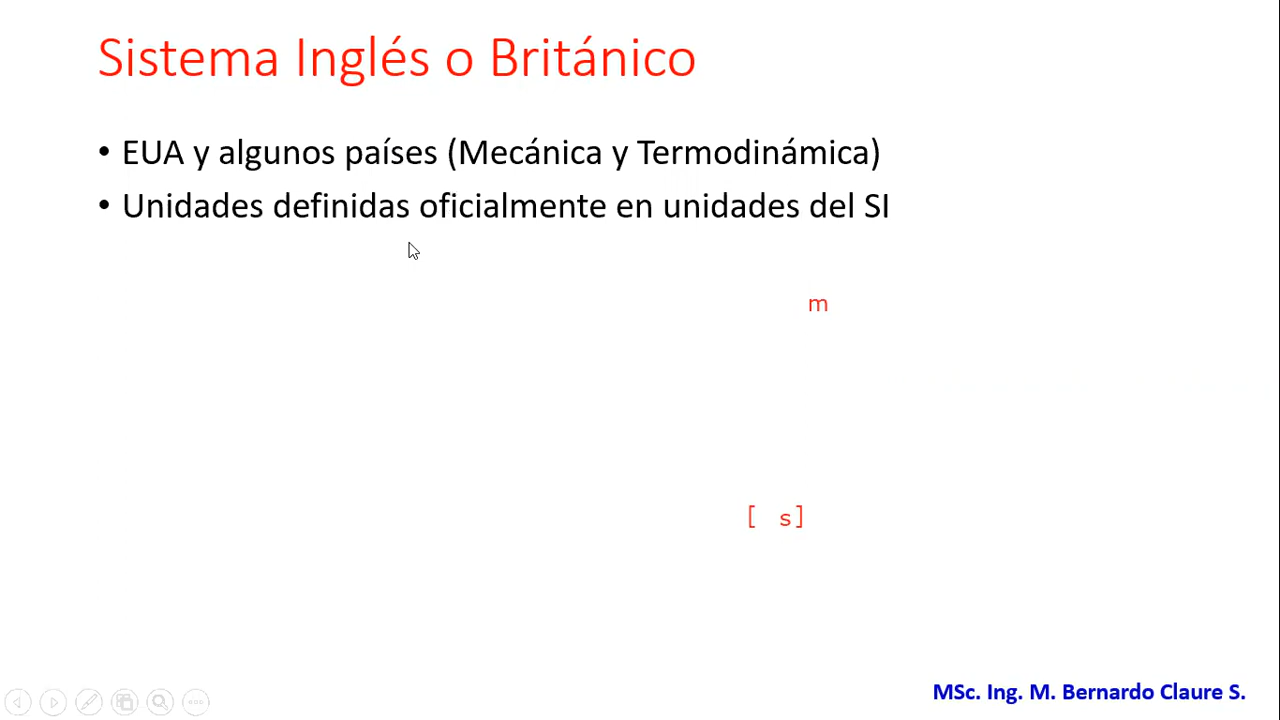 Sistema Inglés o Británico
• EUA y algunos países (Mecánica y Termodinámica)
• Unidades definidas oficialmente en unidades del SI
m
[ s]
MSc. Ing. M. Bernardo Claure S.